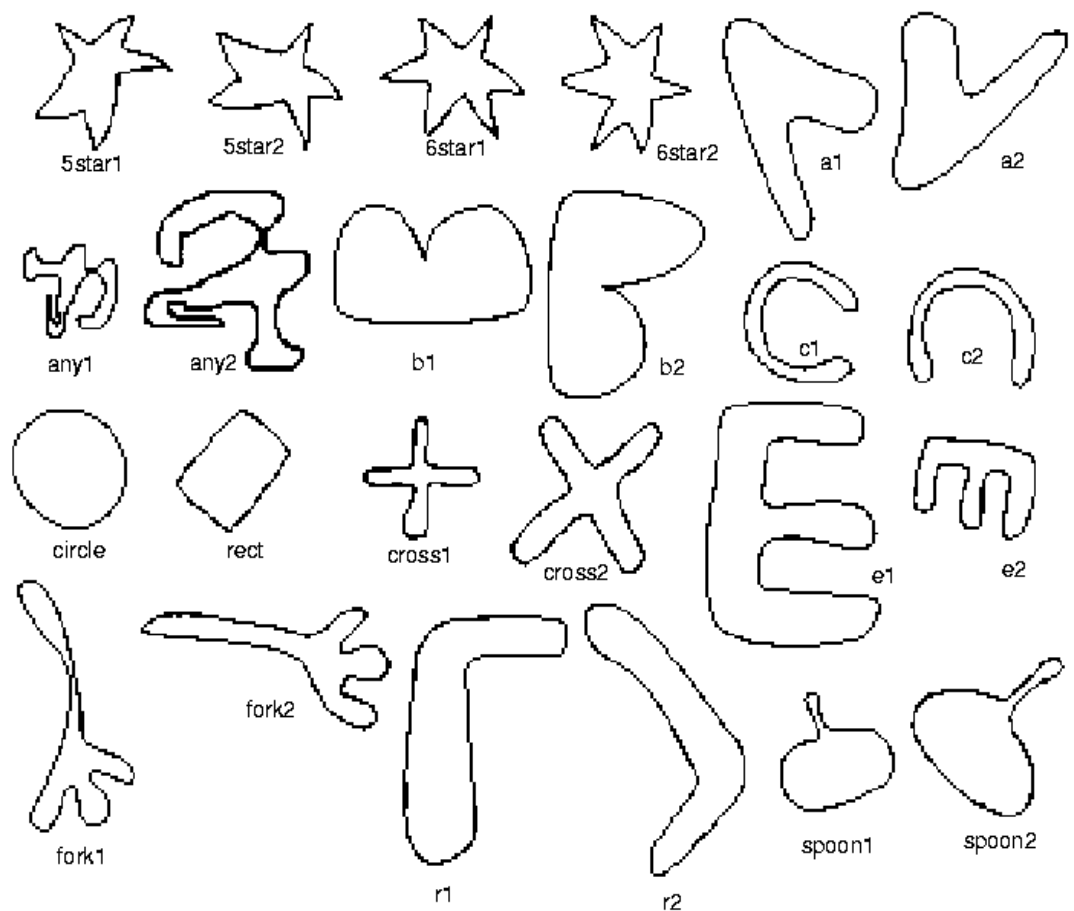 5star1
5star2
6star1
6star2
a1
a2
any1
any2
b1
b2
c1
c2
circle
rect
cross1
cross2
e1
e2
fork1
fork2
r1
r2
spoon1
spoon2